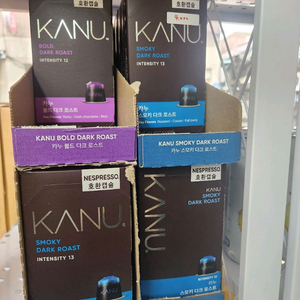 KANU.
BOLD
DARK ROAST
INTENSITY 12
카누
볼드 다크 로스트
호환캡슐
KANU.
SMOKY
DARK ROAST
INTENSITY 13
카누
스모키 다크 로스트
KANU BOLD DARK ROAST
카누 볼드 다크 로스트
KANU SMOKY DARK ROAST
카누 스모키 다크 로스트
NESPRESSO.
호환캡슐
KANU.
SMOKY
DARK ROAST
INTENSITY 13
NESPRESSO.
호환캡슐
KANU.
SMOKY
DARK ROAST
카누
스모키 다크 로스트